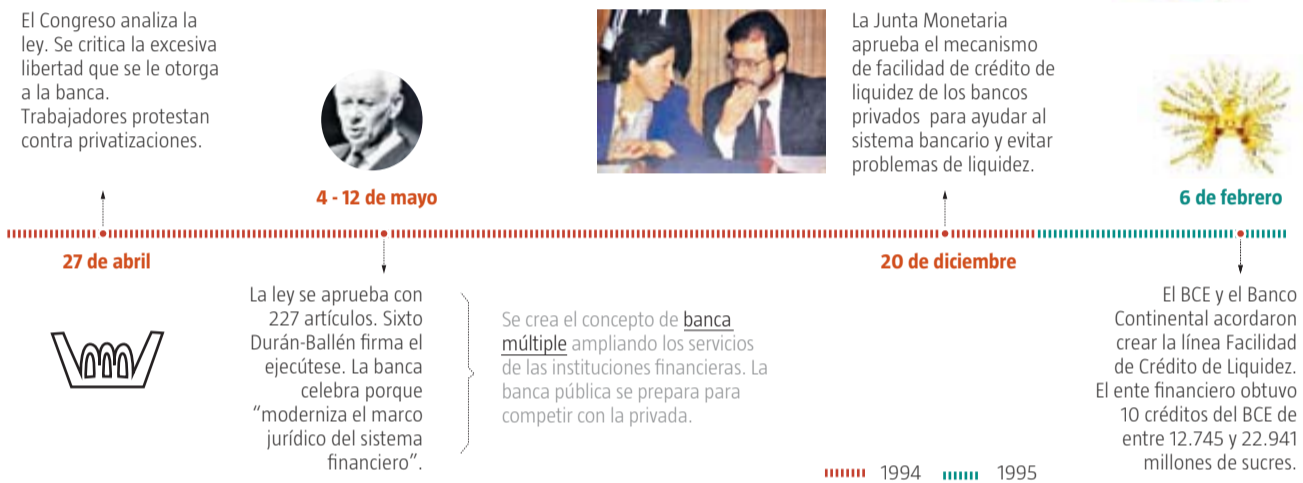 El Congreso analiza la
ley. Se critica la excesiva
libertad que se le otorga
a la banca.
Trabajadores protestan
contra privatizaciones.
27 de abril
4 - 12 de mayo
La ley se aprueba con
227 artículos. Sixto
Durán-Ballén firma el
ejecútese. La banca
celebra porque
“moderniza el marco
jurídico del sistema
financiero”.
Se crea el concepto de banca
múltiple ampliando los servicios
de las instituciones financieras. La
banca pública se prepara para
competir con la privada.
La Junta Monetaria
aprueba el mecanismo
de facilidad de crédito de
liquidez de los bancos
privados para ayudar al
sistema bancario y evitar
problemas de liquidez.
20 de diciembre
6 de febrero
El BCE y el Banco
Continental acordaron
crear la línea Facilidad
de Crédito de Liquidez.
El ente financiero obtuvo
10 créditos del BCE de
entre 12.745 y 22.941
millones de sucres.
1994 1995